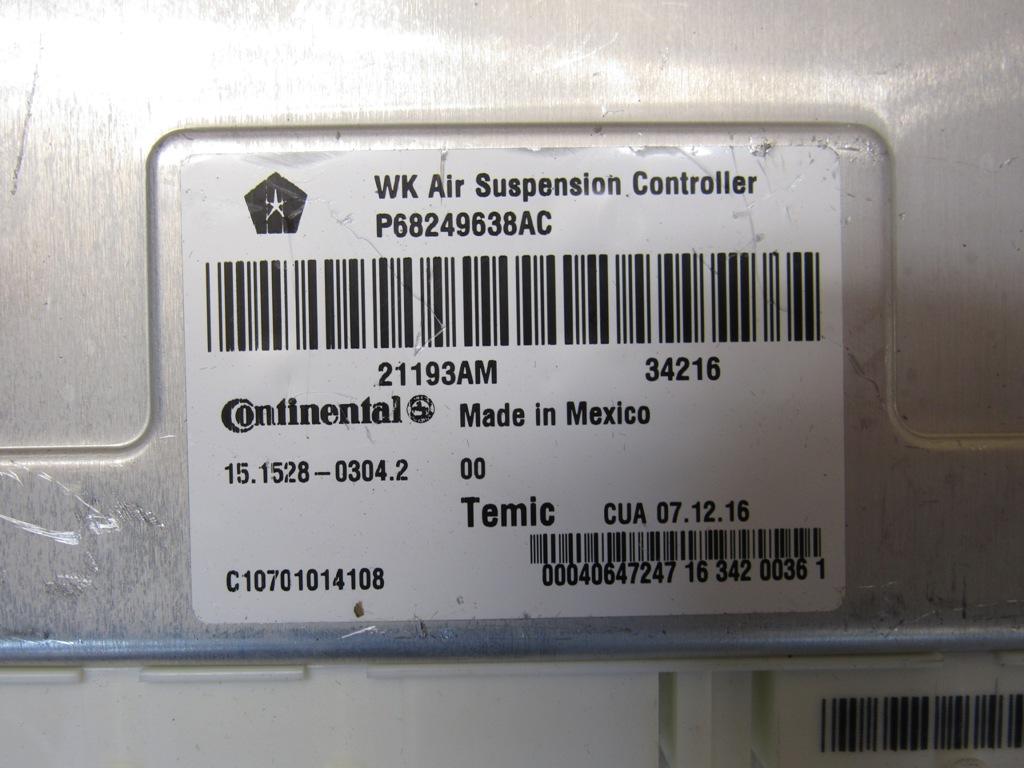 WK Air Suspension Controller
P68249638AC
21193AM 34216
Continental Made in Mexico
15.1528-0304.2 00
Temic CUA 07.12.16
C10701014108 00040647247 16 342 0036 1